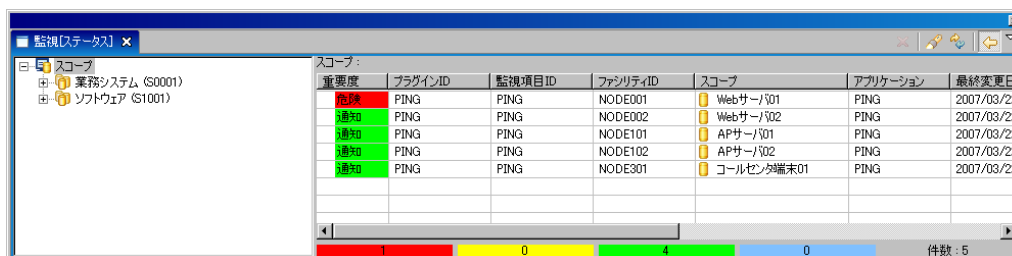 監視[ステータス]
スコープ
業務システム (S0001)
ソフトウェア (S1001)
スコープ :
重要度 プラグインID 監視項目ID ファシリティID スコープ アプリケーション 最終変更日
危険 PING PING NODE001 Webサーバ01 PING 2007/03/2
通知 PING PING NODE002 Webサーバ02 PING 2007/03/2
通知 PING PING NODE101 APサーバ01 PING 2007/03/2
通知 PING PING NODE102 APサーバ02 PING 2007/03/2
通知 PING PING NODE301 コールセンタ端末01 PING 2007/03/2
1 0 4 0 件数 : 5